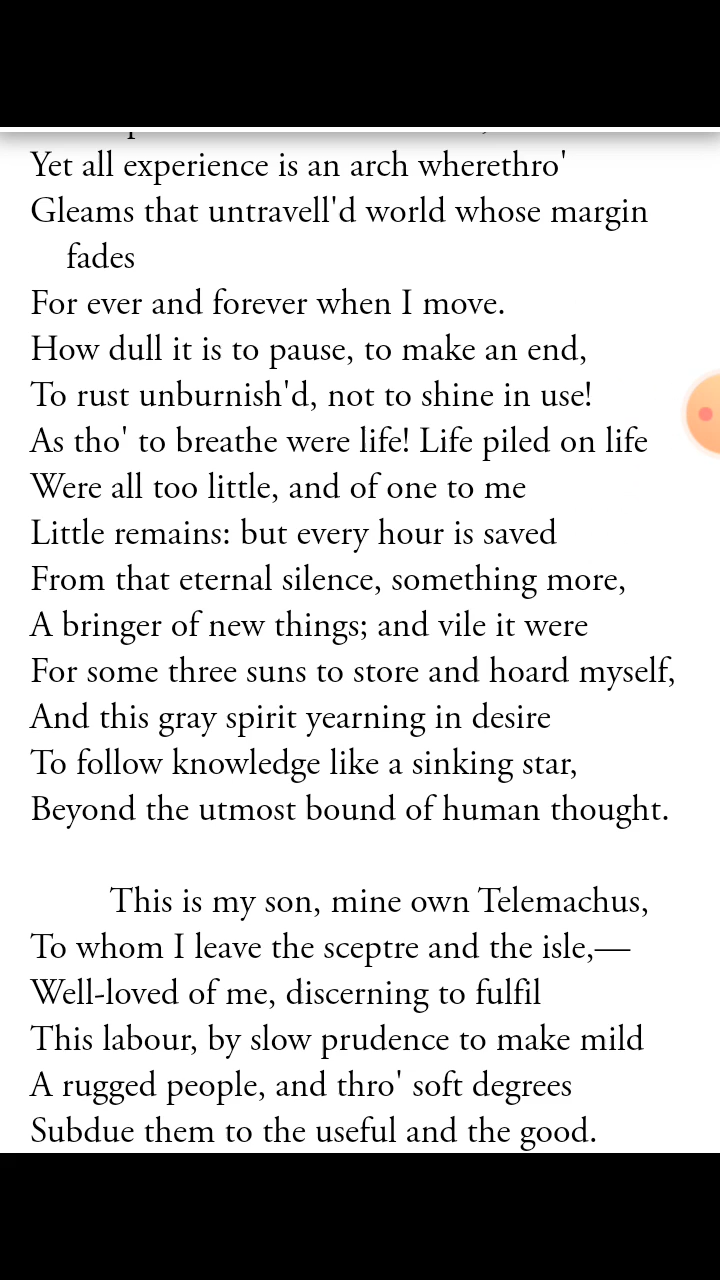 Yet all experience is an arch wherethro'
Gleams that untravell'd world whose margin
fades
For ever and forever when I move.
How dull it is to pause, to make an end,
To rust unburnish'd, not to shine in use!
As tho' to breathe were life! Life piled on life
Were all too little, and of one to me
Little remains: but every hour is saved
From that eternal silence, something more,
A bringer of new things; and vile it were
For some three suns to store and hoard myself,
And this gray spirit yearning in desire
To follow knowledge like a sinking star,
Beyond the utmost bound of human thought.
This is my son, mine own Telemachus,
To whom I leave the sceptre and the isle,—
Well-loved of me, discerning to fulfil
This labour, by slow prudence to make mild
A rugged people, and thro' soft degrees
Subdue them to the useful and the good.